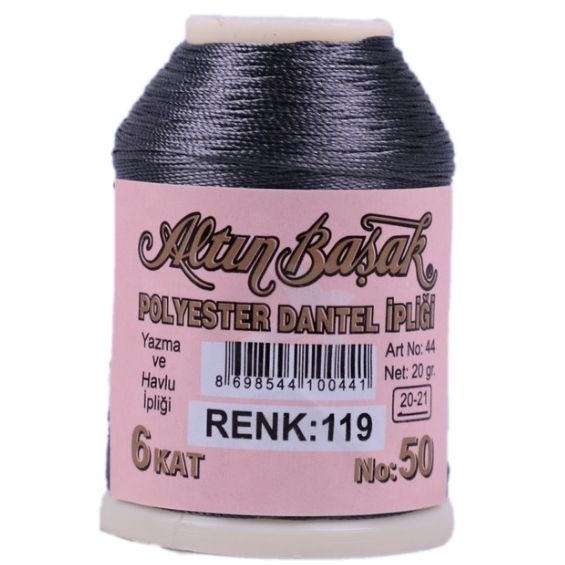 Altın Başak
POLYESTER DANTEL İPLİĞİ
Yazma
ve
Havlu
İpliği
8 698544 100441
Art No: 44
Net: 20 gr.
20-21
RENK:119
6 KAT
No:50